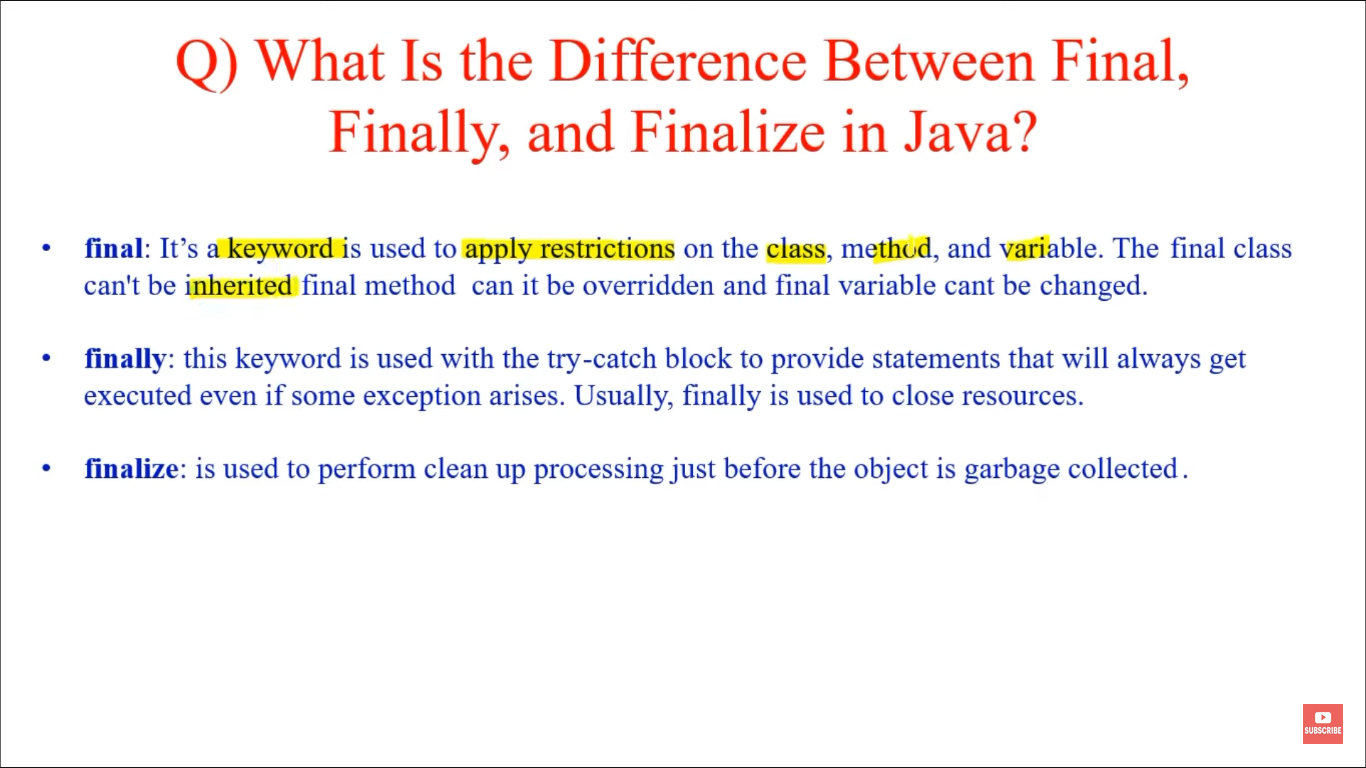 Q) What Is the Difference Between Final,
Finally, and Finalize in Java?
• final: It’s a keyword is used to apply restrictions on the class, method, and variable. The final class
can't be inherited final method can it be overridden and final variable cant be changed.
• finally: this keyword is used with the try-catch block to provide statements that will always get
executed even if some exception arises. Usually, finally is used to close resources.
• finalize: is used to perform clean up processing just before the object is garbage collected.
SUBSCRIBE